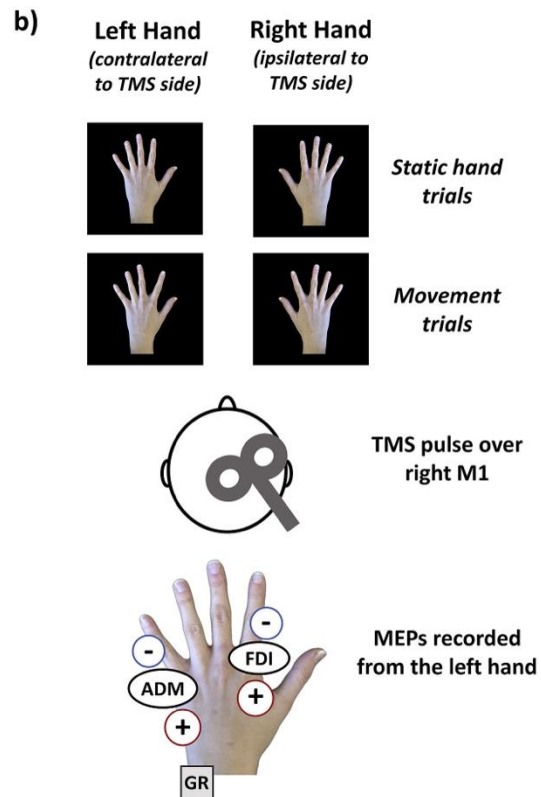 b)
Left Hand
(contralateral
to TMS side)
Right Hand
(ipsilateral to
TMS side)
Static hand
trials
Movement
trials
TMS pulse over
right M1
-
-
FDI
ADM
+
+
MEPs recorded
from the left hand
GR